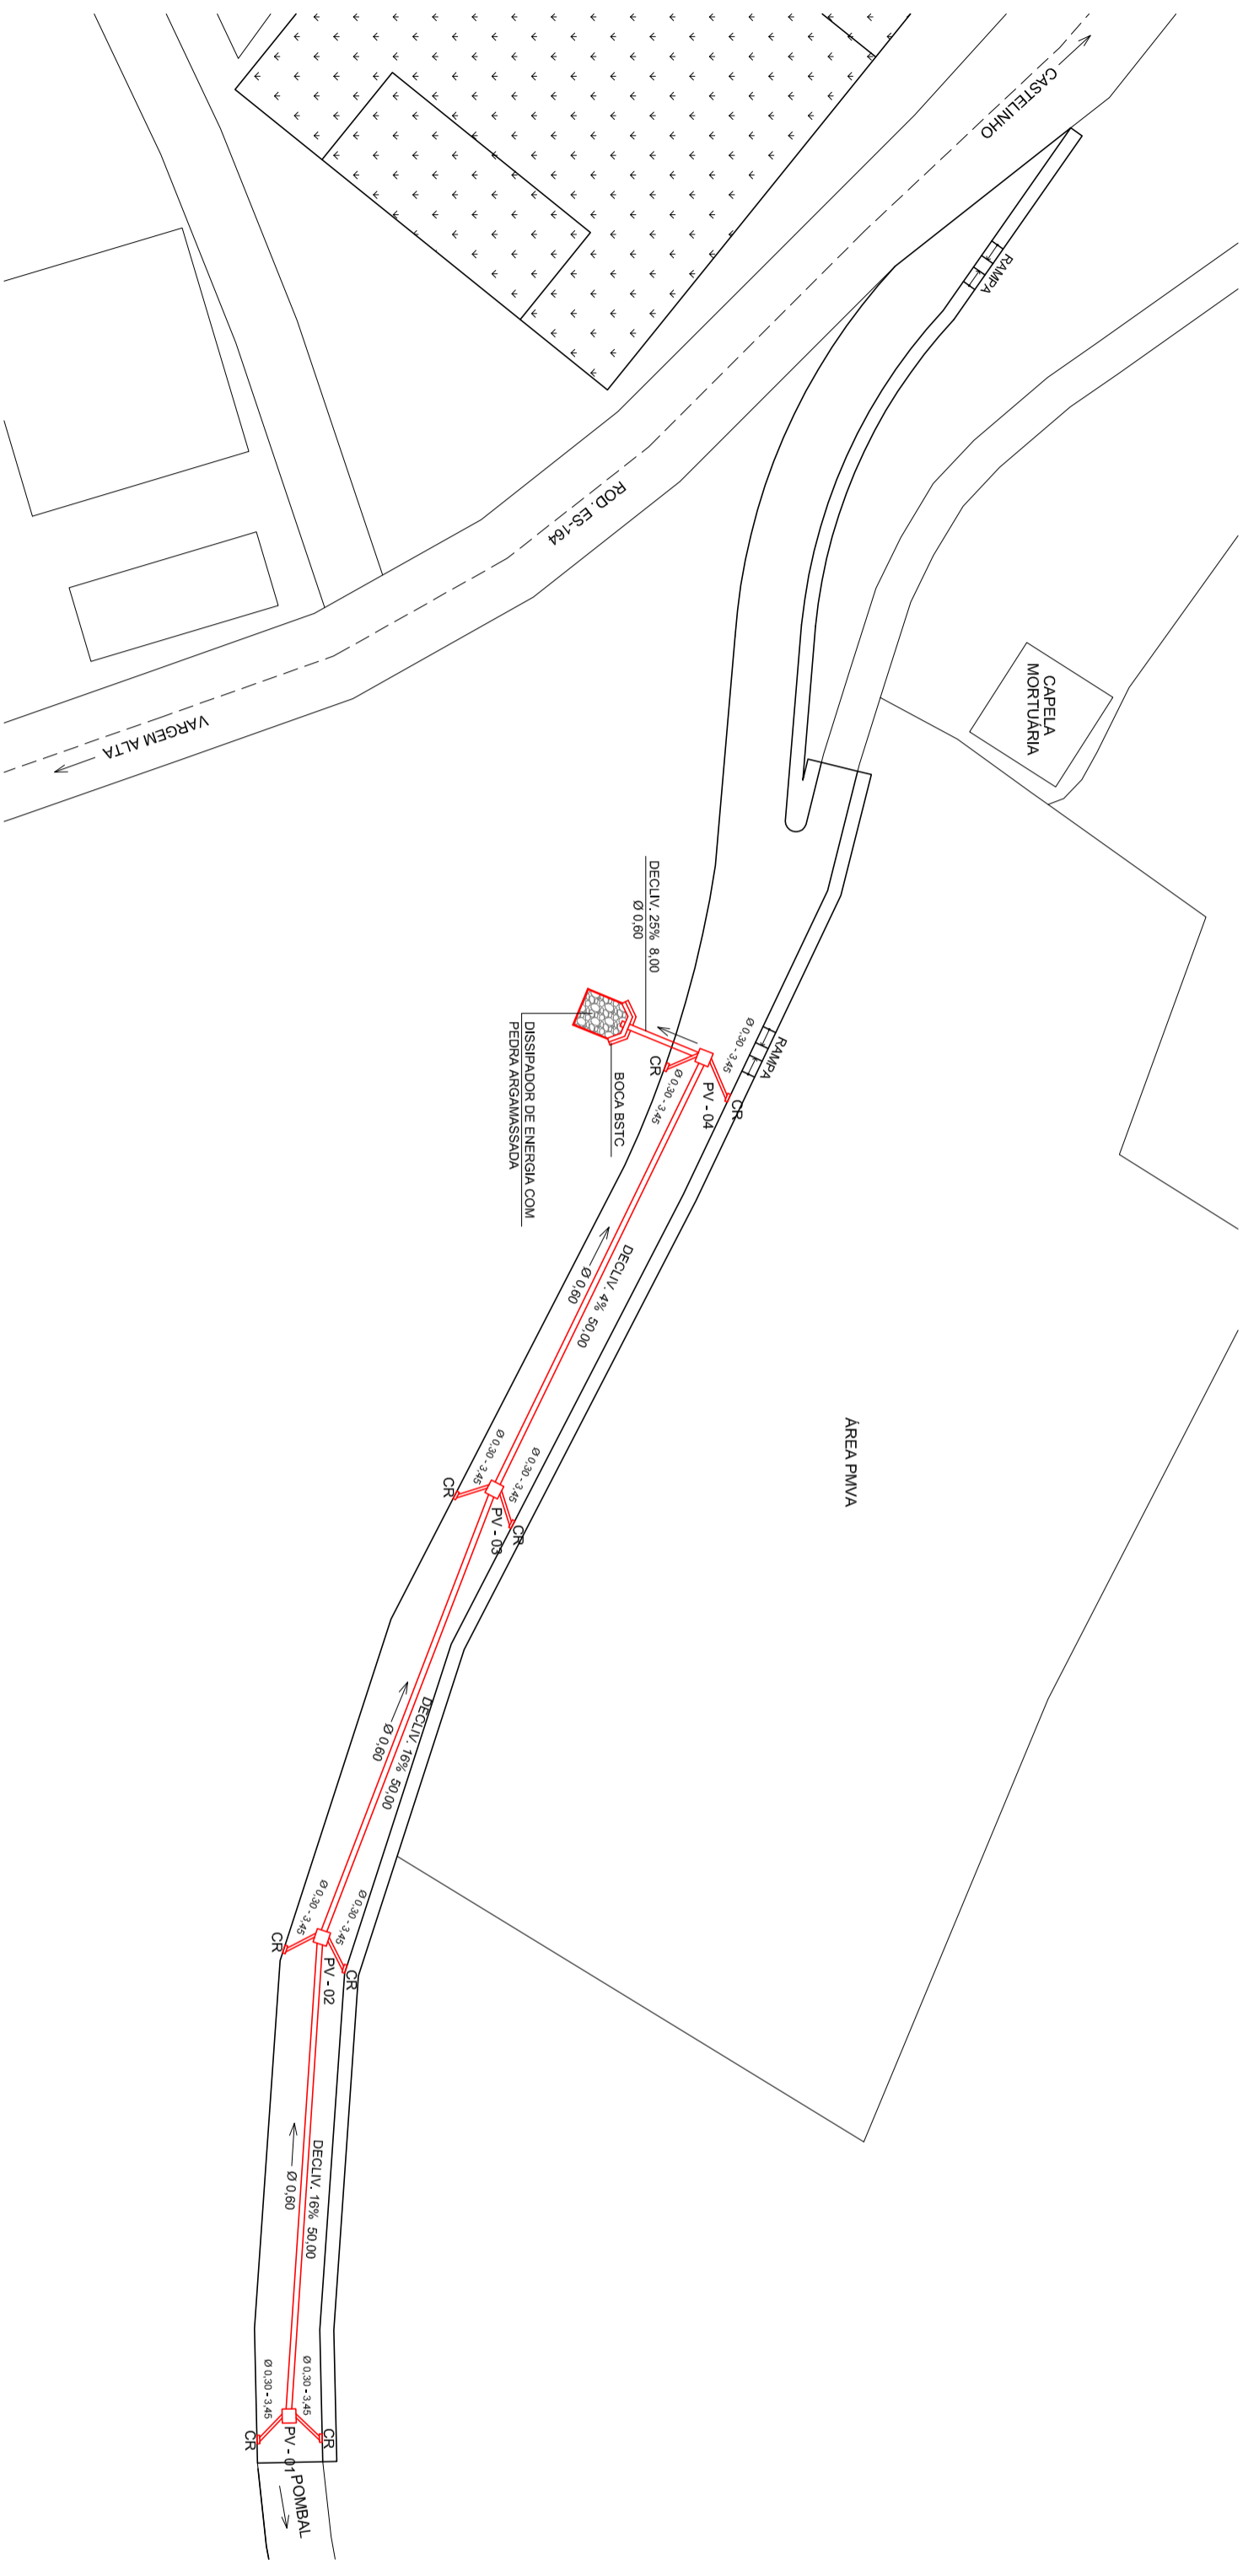 CASTELINHO
RAMPA
ROD. ES-164
VARGEM ALTA
CAPELA
MORTUÁRIA
DECLIV. 25% 8,00
Ø 0,60
DISSIPADOR DE ENERGIA COM
PEDRA ARGAMASSADA
BOCA BSTC
CR
Ø 0,30 - 3,45
Ø 0,30 - 3,45
RAMPA
CR
PV - 04
DECLIV. 4% 50,00
Ø 0,60
ÁREA PMVA
Ø 0,30 - 3,45
Ø 0,30 - 3,45
CR
CR
PV - 03
DECLIV. 16% 50,00
Ø 0,60
Ø 0,30 - 3,45
Ø 0,30 - 3,45
CR
CR
PV - 02
DECLIV. 16% 50,00
Ø 0,60
Ø 0,30 - 3,45
Ø 0,30 - 3,45
CR
CR
PV - 01
POMBAL